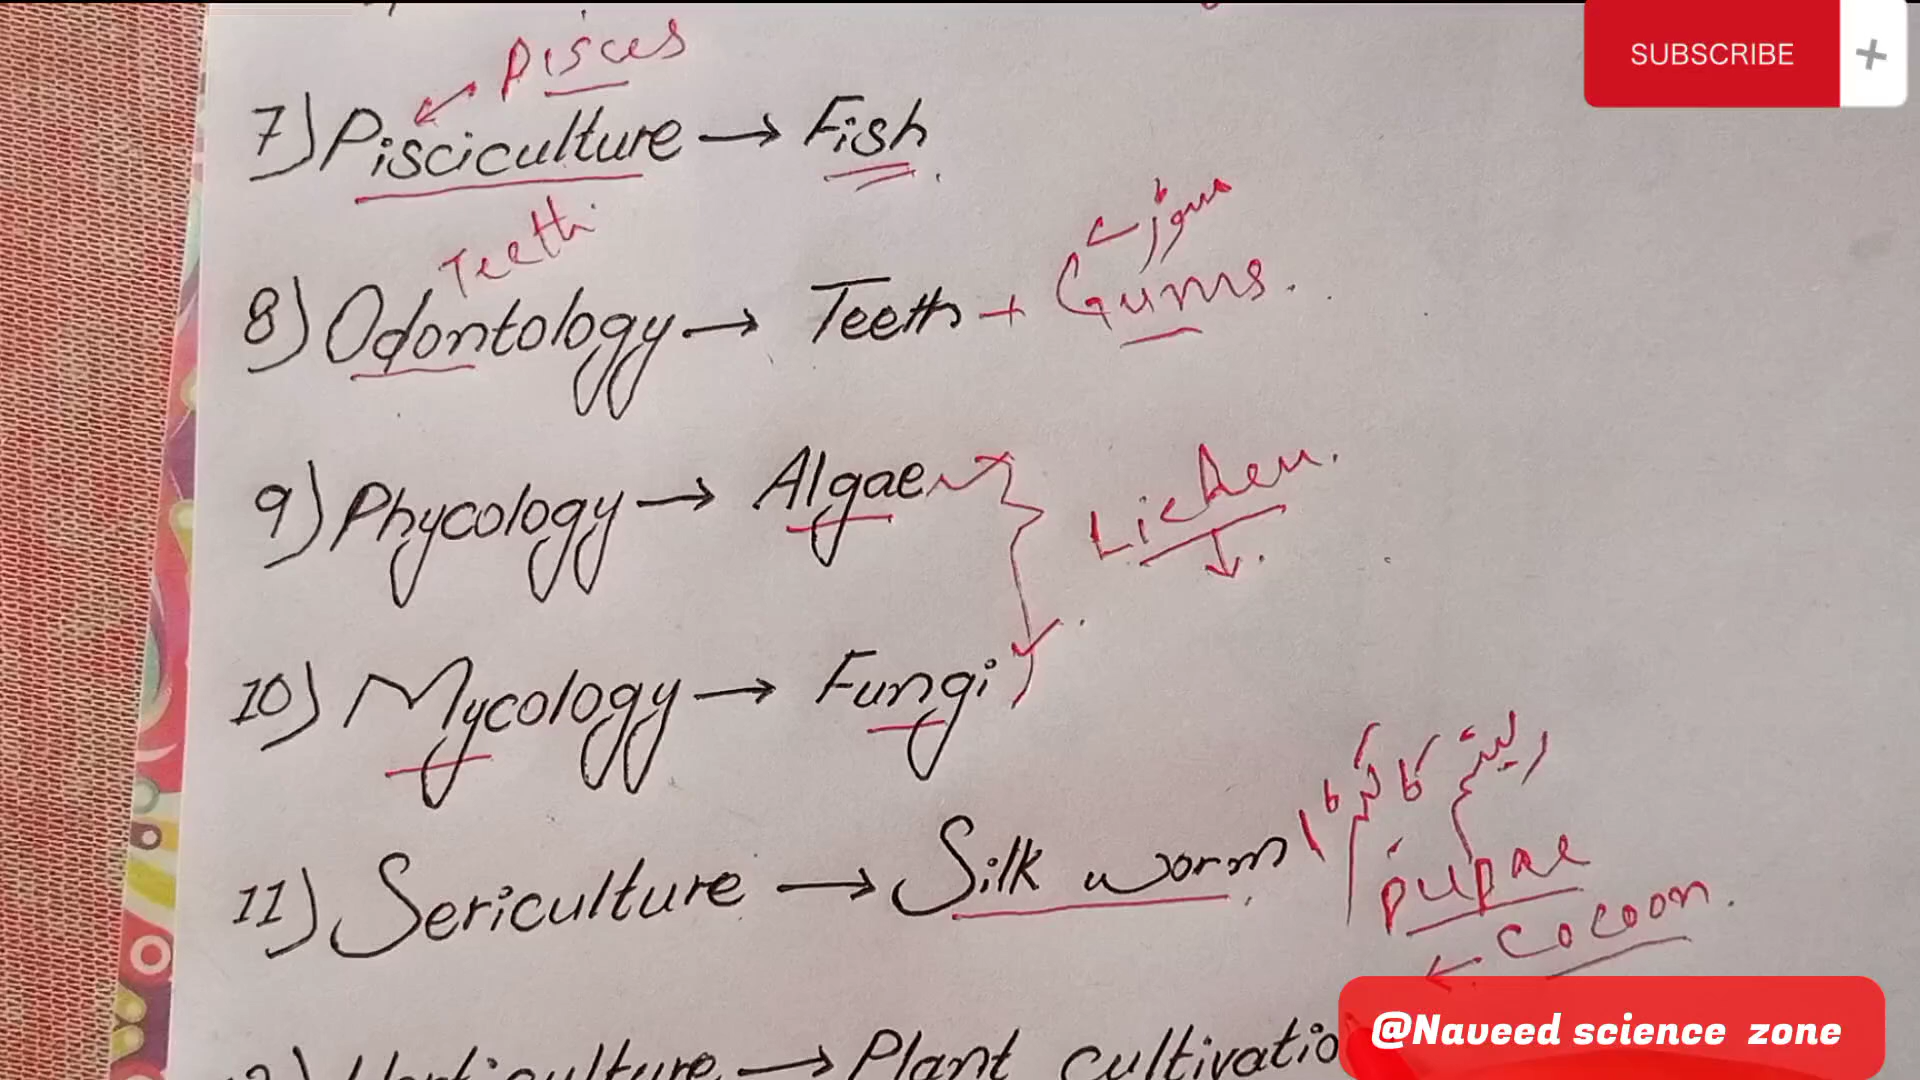 SUBSCRIBE +
Pisces
7) Pisciculture → Fish
Teeth
مسوڑے
8) Odontology → Teeth + Gums.
9) Phycology → Algae
Lichen.
10) Mycology → Fungi
ریشم کا کیڑا
11) Sericulture → Silk worm
pupae
← cocoon.
Horticulture → Plant cultivatio
@Naveed science zone